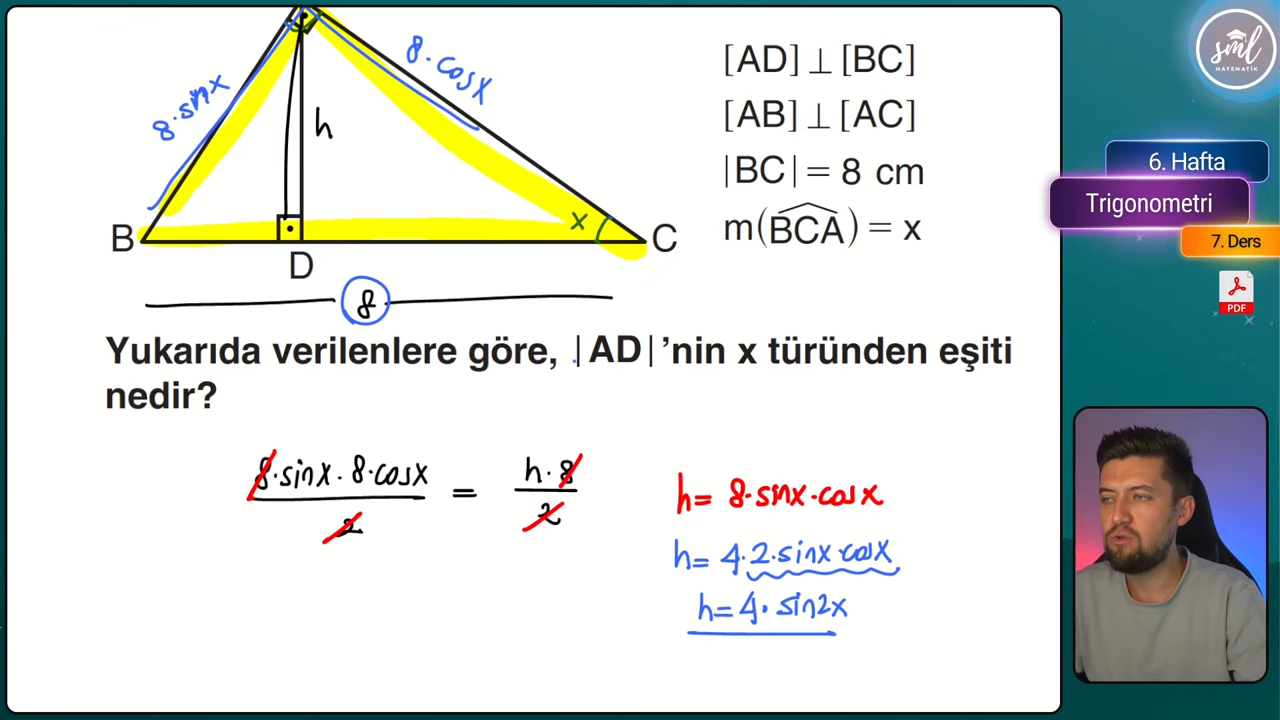 8·sinx
8·cosx
h
x
B
D
C
8
[AD] ⊥ [BC]
[AB] ⊥ [AC]
|BC| = 8 cm
m(BCA) = x
Yukarıda verilenlere göre, |AD|'nin x türünden eşiti
nedir?
8·sinx·8·cosx / 2 = h·8 / 2
h = 8·sinx·cosx
h = 4·2·sinx·cosx
h = 4·sin2x
sml
MATEMATİK
6. Hafta
Trigonometri
7. Ders
PDF